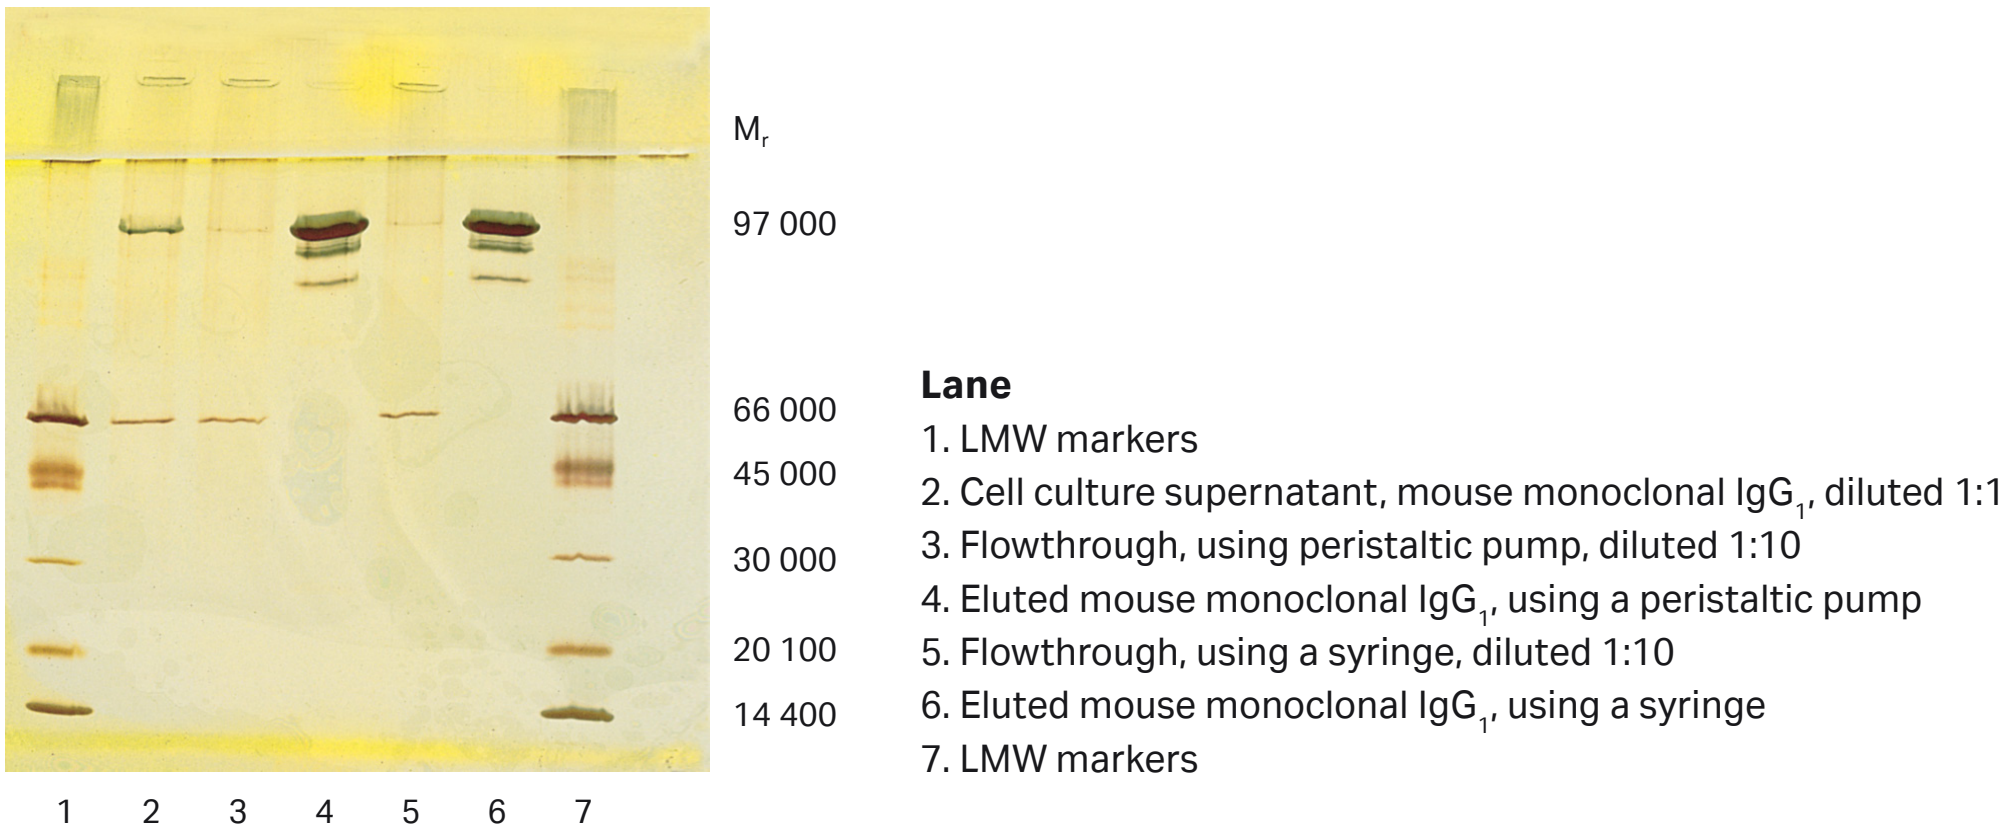 M_r
97 000
66 000
45 000
30 000
20 100
14 400
1 2 3 4 5 6 7
Lane
1. LMW markers
2. Cell culture supernatant, mouse monoclonal IgG₁, diluted 1:1
3. Flowthrough, using peristaltic pump, diluted 1:10
4. Eluted mouse monoclonal IgG₁, using a peristaltic pump
5. Flowthrough, using a syringe, diluted 1:10
6. Eluted mouse monoclonal IgG₁, using a syringe
7. LMW markers